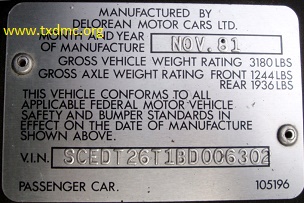 MANUFACTURED BY
DELOREAN MOTOR CARS LTD.
www.txdmc.org
AND YEAR
OF MANUFACTURE NOV. 81
GROSS VEHICLE WEIGHT RATING 3180 LBS
GROSS AXLE WEIGHT RATING FRONT 1244 LBS
REAR 1936 LBS
THIS VEHICLE CONFORMS TO ALL
APPLICABLE FEDERAL MOTOR VEHICLE
SAFETY AND BUMPER STANDARDS IN
EFFECT ON THE DATE OF MANUFACTURE
SHOWN ABOVE.
V.I.N. SCEDT26T1BD006302
PASSENGER CAR. 105196